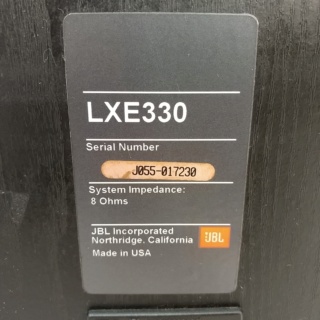 LXE330
Serial Number
J055-017230
System Impedance:
8 Ohms
JBL Incorporated
Northridge, California
JBL
Made in USA